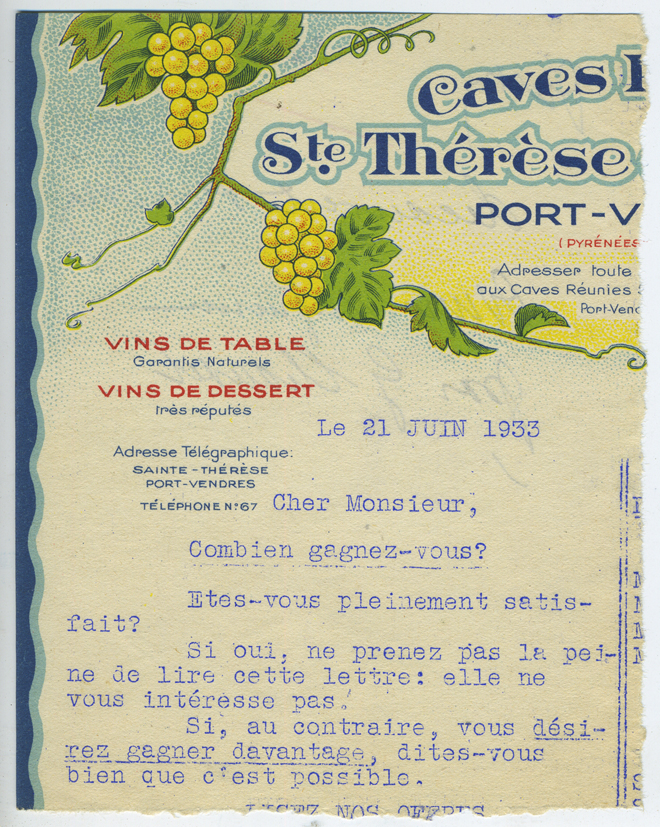 Caves
Ste Thérèse
PORT-V
(PYRÉNÉES
Adresser toute
aux Caves Réunies
Port-Vend
VINS DE TABLE
Garantis Naturels
VINS DE DESSERT
très réputés
Le 21 JUIN 1933
Adresse Télégraphique:
SAINTE-THÉRÈSE
PORT-VENDRES
TÉLÉPHONE N:67
Cher Monsieur,
Combien gagnez-vous?
Etes-vous pleinement satis-
fait?
Si oui, ne prenez pas la pei-
ne de lire cette lettre: elle ne
vous intéresse pas.
Si, au contraire, vous dési-
rez gagner davantage, dites-vous
bien que c'est possible.
LISEZ NOS OFFRES